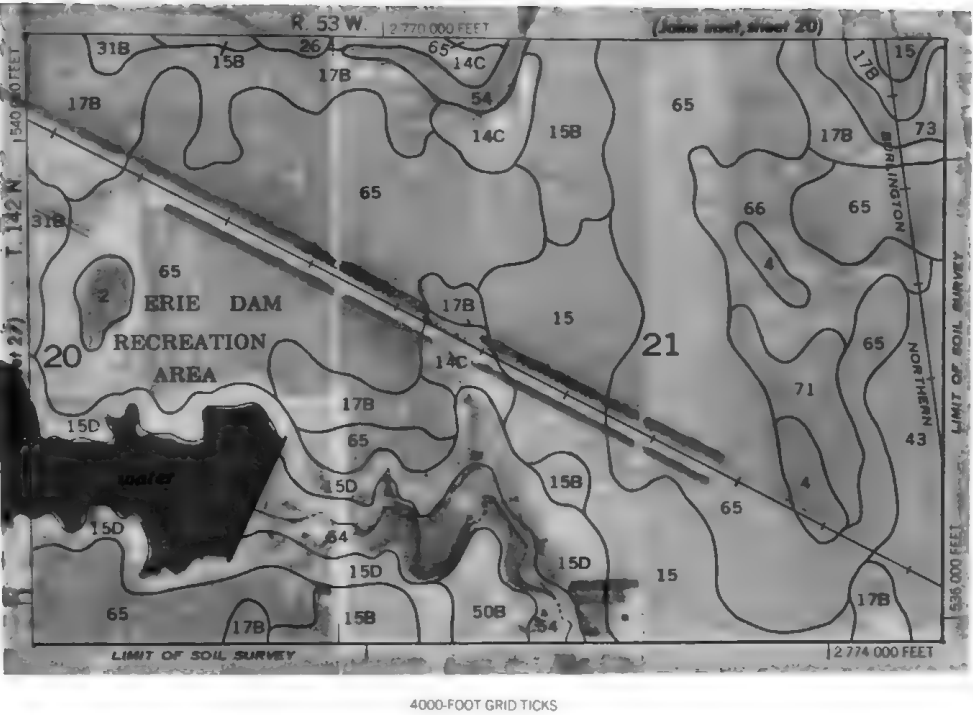 R. 53 W. 2 770 000 FEET (Joins inset, sheet 20)
31B 15B 26 65 14C 17B 15
17B 17B 54 65
14C 15B 17B 73
T. 142 N. 540 000 FEET
65 BURLINGTON
31B 66 65
65 4
2 ERIE DAM
17B 15 21
RECREATION
20 14C 65
AREA 71 NORTHERN
17B
15D 65 43
LIMIT OF SOIL SURVEY
water 15D 15B 4
65
15D 64
15D 15D 15
65 17B 15B 50B 54 17B
536 000 FEET
LIMIT OF SOIL SURVEY 2 774 000 FEET
4000-FOOT GRID TICKS